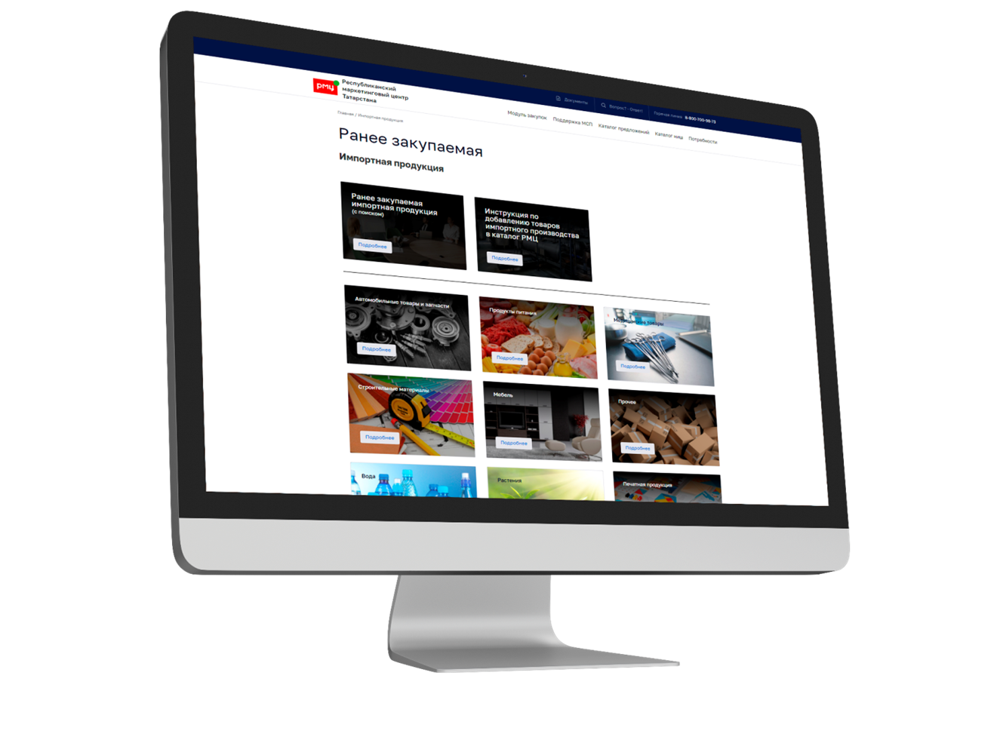 Документы
Вопрос? - Ответ!
Горячая линия: 8-800-700-98-73
рмц
Республиканский
маркетинговый центр
Татарстана
Модуль закупок
Поддержка МСП
Каталог предложений
Каталог ниш
Потребности
Главная / Импортная продукция
Ранее закупаемая
Импортная продукция
Ранее закупаемая
импортная продукция
(с поиском)
Подробнее
Инструкция по
добавлению товаров
импортного производства
в каталог РМЦ
Подробнее
Автомобильные товары и запчасти
Подробнее
Продукты питания
Подробнее
Медицинские товары
Подробнее
Строительные материалы
Подробнее
Мебель
Подробнее
Прочее
Подробнее
Вода
Растения
Печатная продукция